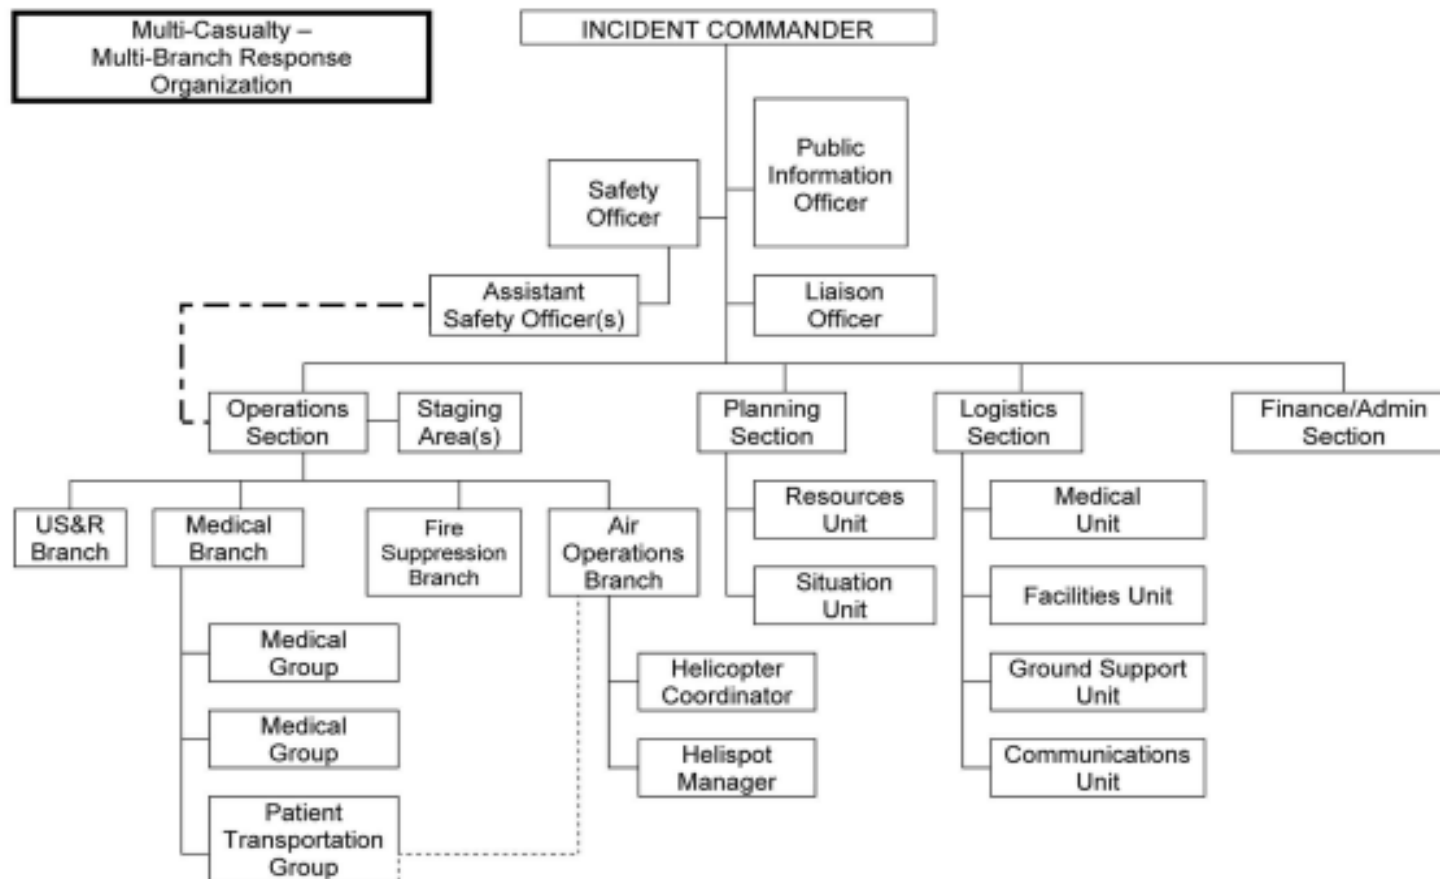 Multi-Casualty –
Multi-Branch Response
Organization
INCIDENT COMMANDER
Public
Information
Officer
Safety
Officer
Assistant
Safety Officer(s)
Liaison
Officer
Operations
Section
Staging
Area(s)
Planning
Section
Logistics
Section
Finance/Admin
Section
US&R
Branch
Medical
Branch
Fire
Suppression
Branch
Air
Operations
Branch
Resources
Unit
Situation
Unit
Medical
Unit
Facilities Unit
Ground Support
Unit
Communications
Unit
Medical
Group
Medical
Group
Patient
Transportation
Group
Helicopter
Coordinator
Helispot
Manager